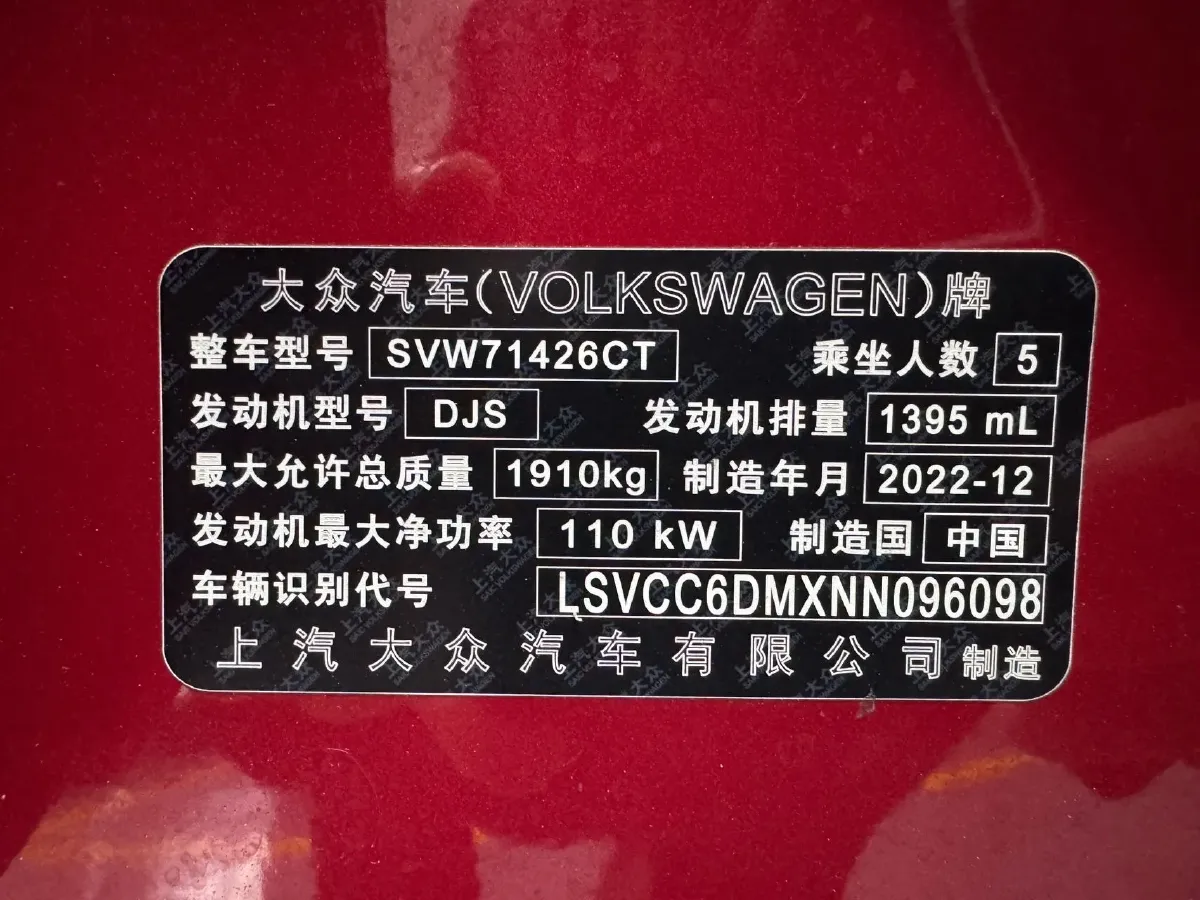 大众汽车(VOLKSWAGEN)牌
整车型号 SVW71426CT 乘坐人数 5
发动机型号 DJS 发动机排量 1395 mL
最大允许总质量 1910kg 制造年月 2022-12
发动机最大净功率 110 kW 制造国 中国
车辆识别代号 LSVCC6DMXNN096098
上汽大众汽车有限公司 制造